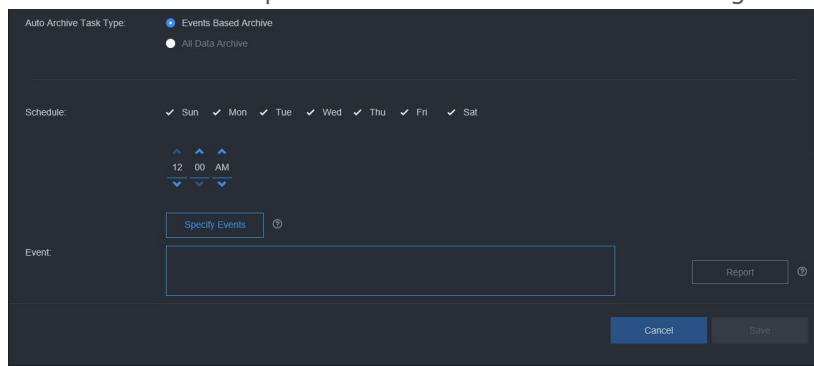 Auto Archive Task Type: Events Based Archive
All Data Archive
Schedule: Sun Mon Tue Wed Thu Fri Sat
12 00 AM
Specify Events
Event:
Report
Cancel Save